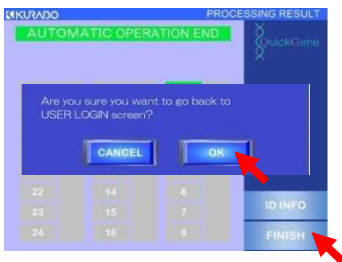 KURABO PROCESSING RESULT
AUTOMATIC OPERATION END
QuickGene
Are you sure you want to go back to
USER LOGIN screen?
CANCEL OK
22 14 6
23 15 7
24 16 8
ID INFO
FINISH